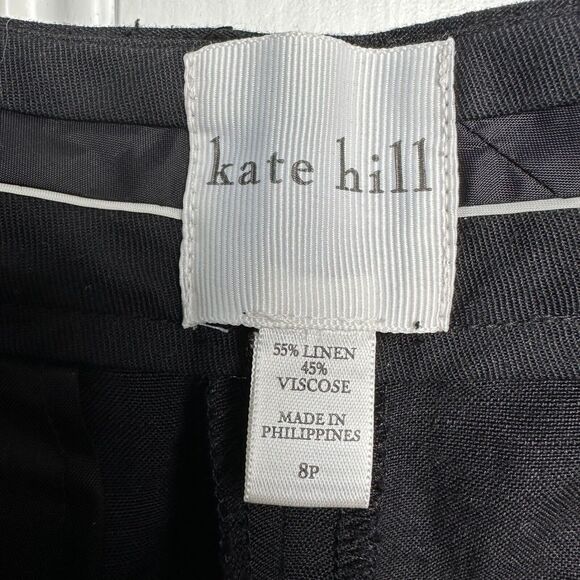 kate hill
55% LINEN
45%
VISCOSE
MADE IN
PHILIPPINES
8P